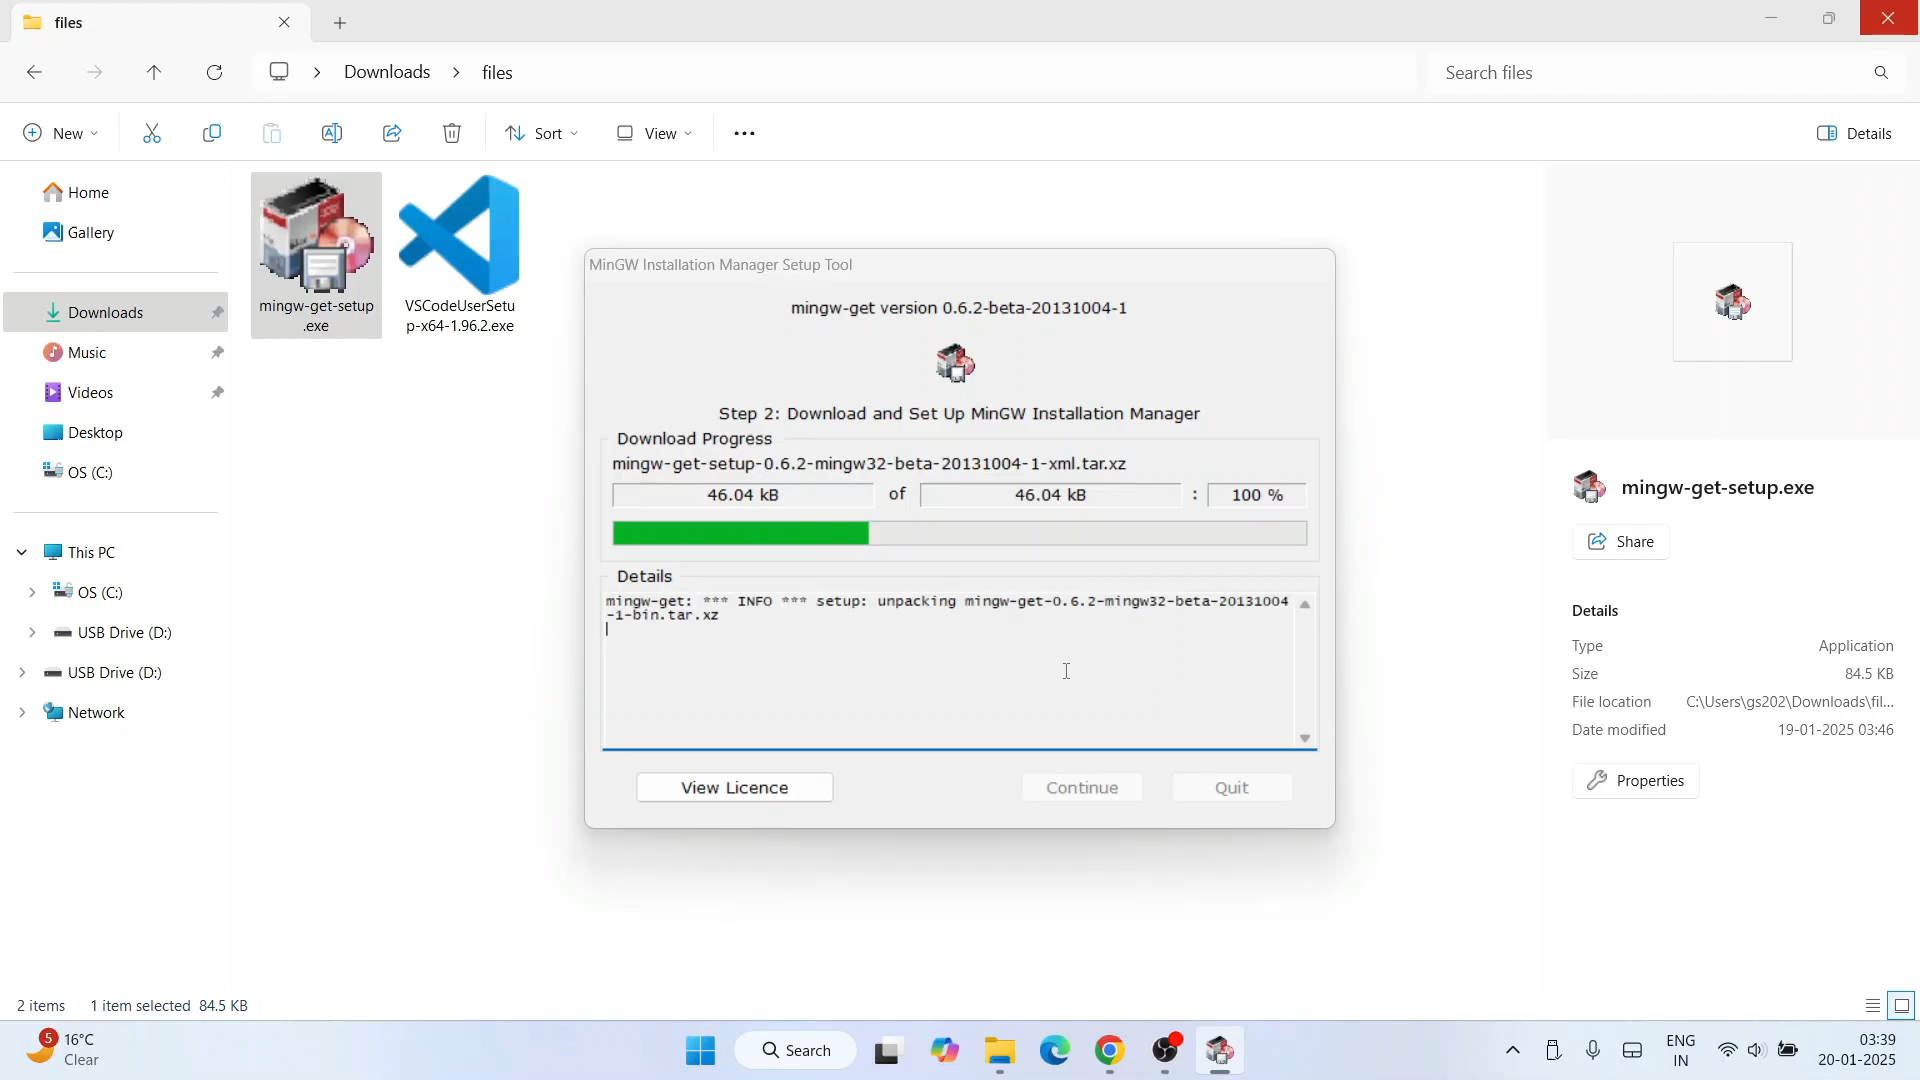 files
Downloads
files
Search files
New
Sort
View
Details
Home
Gallery
Downloads
Music
Videos
Desktop
OS (C:)
This PC
OS (C:)
USB Drive (D:)
USB Drive (D:)
Network
mingw-get-setup
.exe
VSCodeUserSetu
p-x64-1.96.2.exe
MinGW Installation Manager Setup Tool
mingw-get version 0.6.2-beta-20131004-1
Step 2: Download and Set Up MinGW Installation Manager
Download Progress
mingw-get-setup-0.6.2-mingw32-beta-20131004-1-xml.tar.xz
46.04 kB of 46.04 kB : 100 %
Details
mingw-get: *** INFO *** setup: unpacking mingw-get-0.6.2-mingw32-beta-20131004
-1-bin.tar.xz
View Licence
Continue
Quit
mingw-get-setup.exe
Share
Details
Type Application
Size 84.5 KB
File location C:\Users\gs202\Downloads\fil...
Date modified 19-01-2025 03:46
Properties
2 items 1 item selected 84.5 KB
5
16°C
Clear
Search
ENG
IN
03:39
20-01-2025